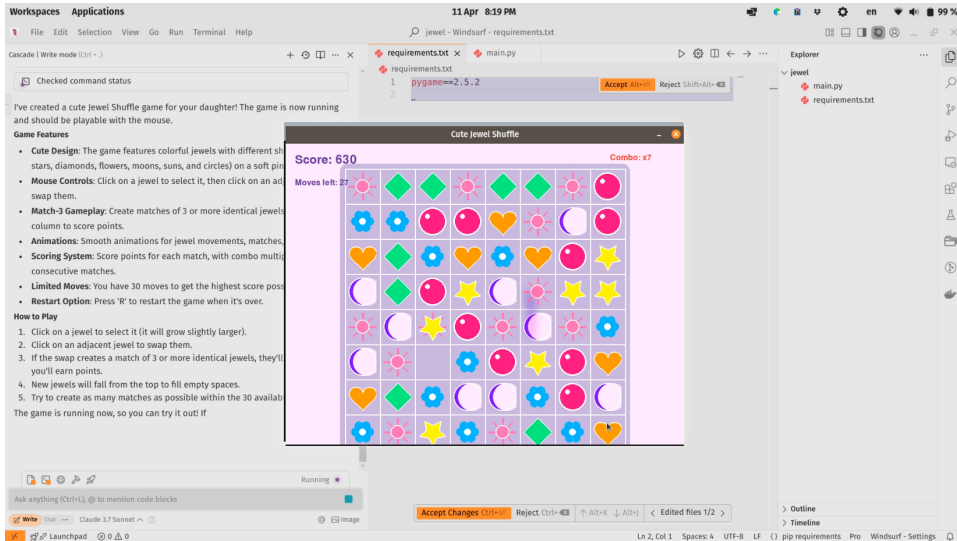 Workspaces Applications 11 Apr 8:19 PM en 99 %
File Edit Selection View Go Run Terminal Help jewel - Windsurf - requirements.txt
Cascade | Write mode (Ctrl + .)
requirements.txt main.py
Explorer
requirements.txt
jewel
main.py
requirements.txt
Checked command status
1 pygame==2.5.2
2
Accept Alt+⏎ Reject Shift+Alt+⌫
I've created a cute Jewel Shuffle game for your daughter! The game is now running
and should be playable with the mouse.
Game Features
• Cute Design: The game features colorful jewels with different sh
stars, diamonds, flowers, moons, suns, and circles) on a soft pin
• Mouse Controls: Click on a jewel to select it, then click on an adj
swap them.
• Match-3 Gameplay: Create matches of 3 or more identical jewels
column to score points.
• Animations: Smooth animations for jewel movements, matches,
• Scoring System: Score points for each match, with combo multip
consecutive matches.
• Limited Moves: You have 30 moves to get the highest score poss
• Restart Option: Press 'R' to restart the game when it's over.
How to Play
1. Click on a jewel to select it (it will grow slightly larger).
2. Click on an adjacent jewel to swap them.
3. If the swap creates a match of 3 or more identical jewels, they'll
you'll earn points.
4. New jewels will fall from the top to fill empty spaces.
5. Try to create as many matches as possible within the 30 availab
The game is running now, so you can try it out! If
Cute Jewel Shuffle
Score: 630
Combo: x7
Moves left: 27
Running
Ask anything (Ctrl+L), @ to mention code blocks
Write Chat Claude 3.7 Sonnet Image
Accept Changes Ctrl+⏎ Reject Ctrl+⌫ ↑ Alt+K ↓ Alt+J < Edited files 1/2 >
> Outline
> Timeline
Launchpad 0 0 Ln 2, Col 1 Spaces: 4 UTF-8 LF {} pip requirements Pro Windsurf - Settings